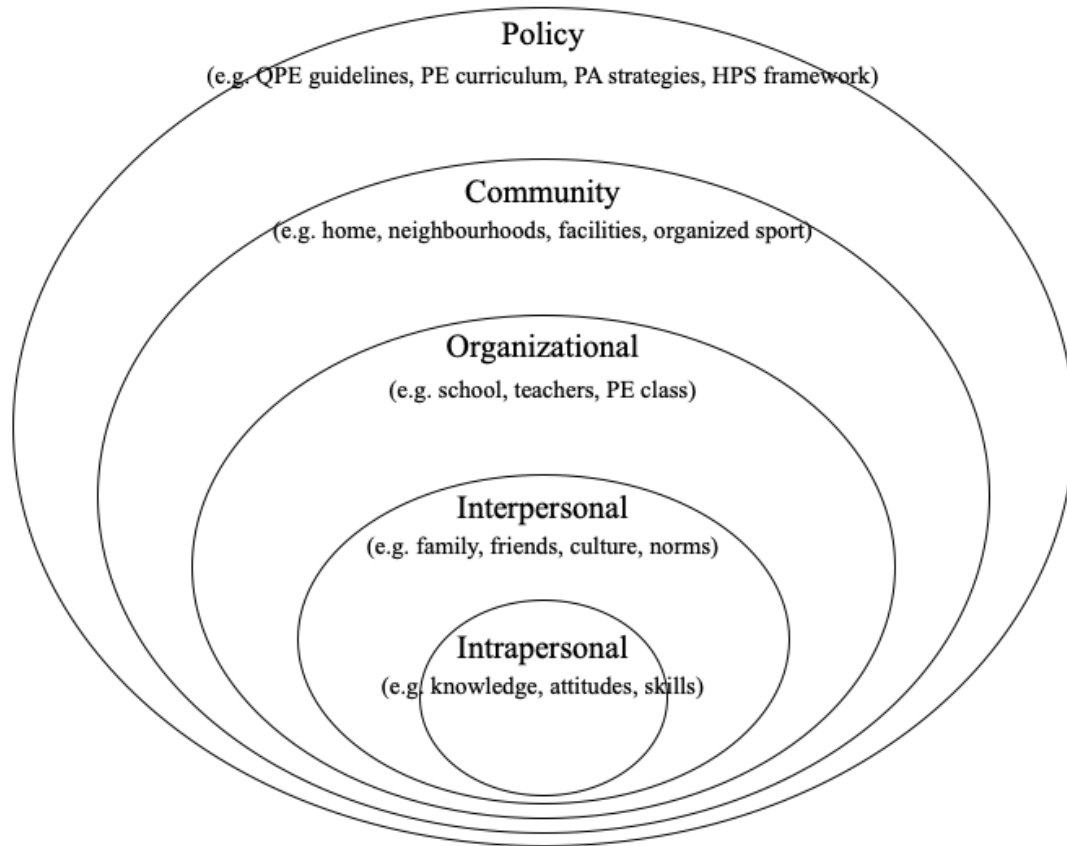 Policy
(e.g. QPE guidelines, PE curriculum, PA strategies, HPS framework)
Community
(e.g. home, neighbourhoods, facilities, organized sport)
Organizational
(e.g. school, teachers, PE class)
Interpersonal
(e.g. family, friends, culture, norms)
Intrapersonal
(e.g. knowledge, attitudes, skills)